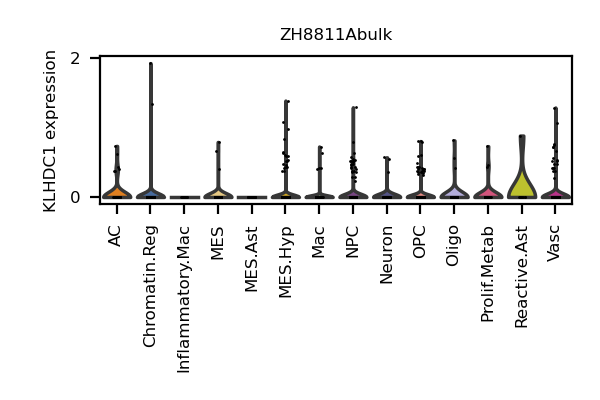 ZH8811Abulk
KLHDC1 expression
2
0
AC
Chromatin.Reg
Inflammatory.Mac
MES
MES.Ast
MES.Hyp
Mac
NPC
Neuron
OPC
Oligo
Prolif.Metab
Reactive.Ast
Vasc